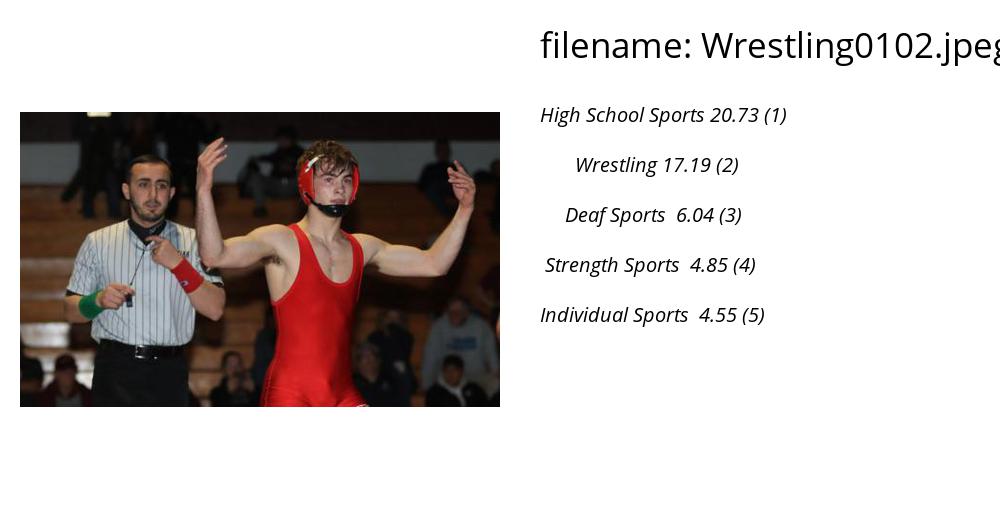 filename: Wrestling0102.jpeg
High School Sports 20.73 (1)
Wrestling 17.19 (2)
Deaf Sports 6.04 (3)
Strength Sports 4.85 (4)
Individual Sports 4.55 (5)